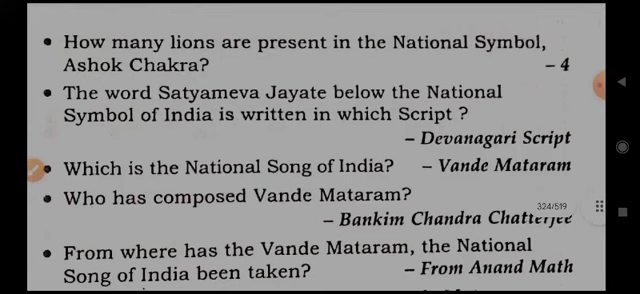 • How many lions are present in the National Symbol,
Ashok Chakra? – 4
• The word Satyameva Jayate below the National
Symbol of India is written in which Script ?
– Devanagari Script
• Which is the National Song of India? – Vande Mataram
• Who has composed Vande Mataram?
324/519
– Bankim Chandra Chatterjee
• From where has the Vande Mataram, the National
Song of India been taken? – From Anand Math